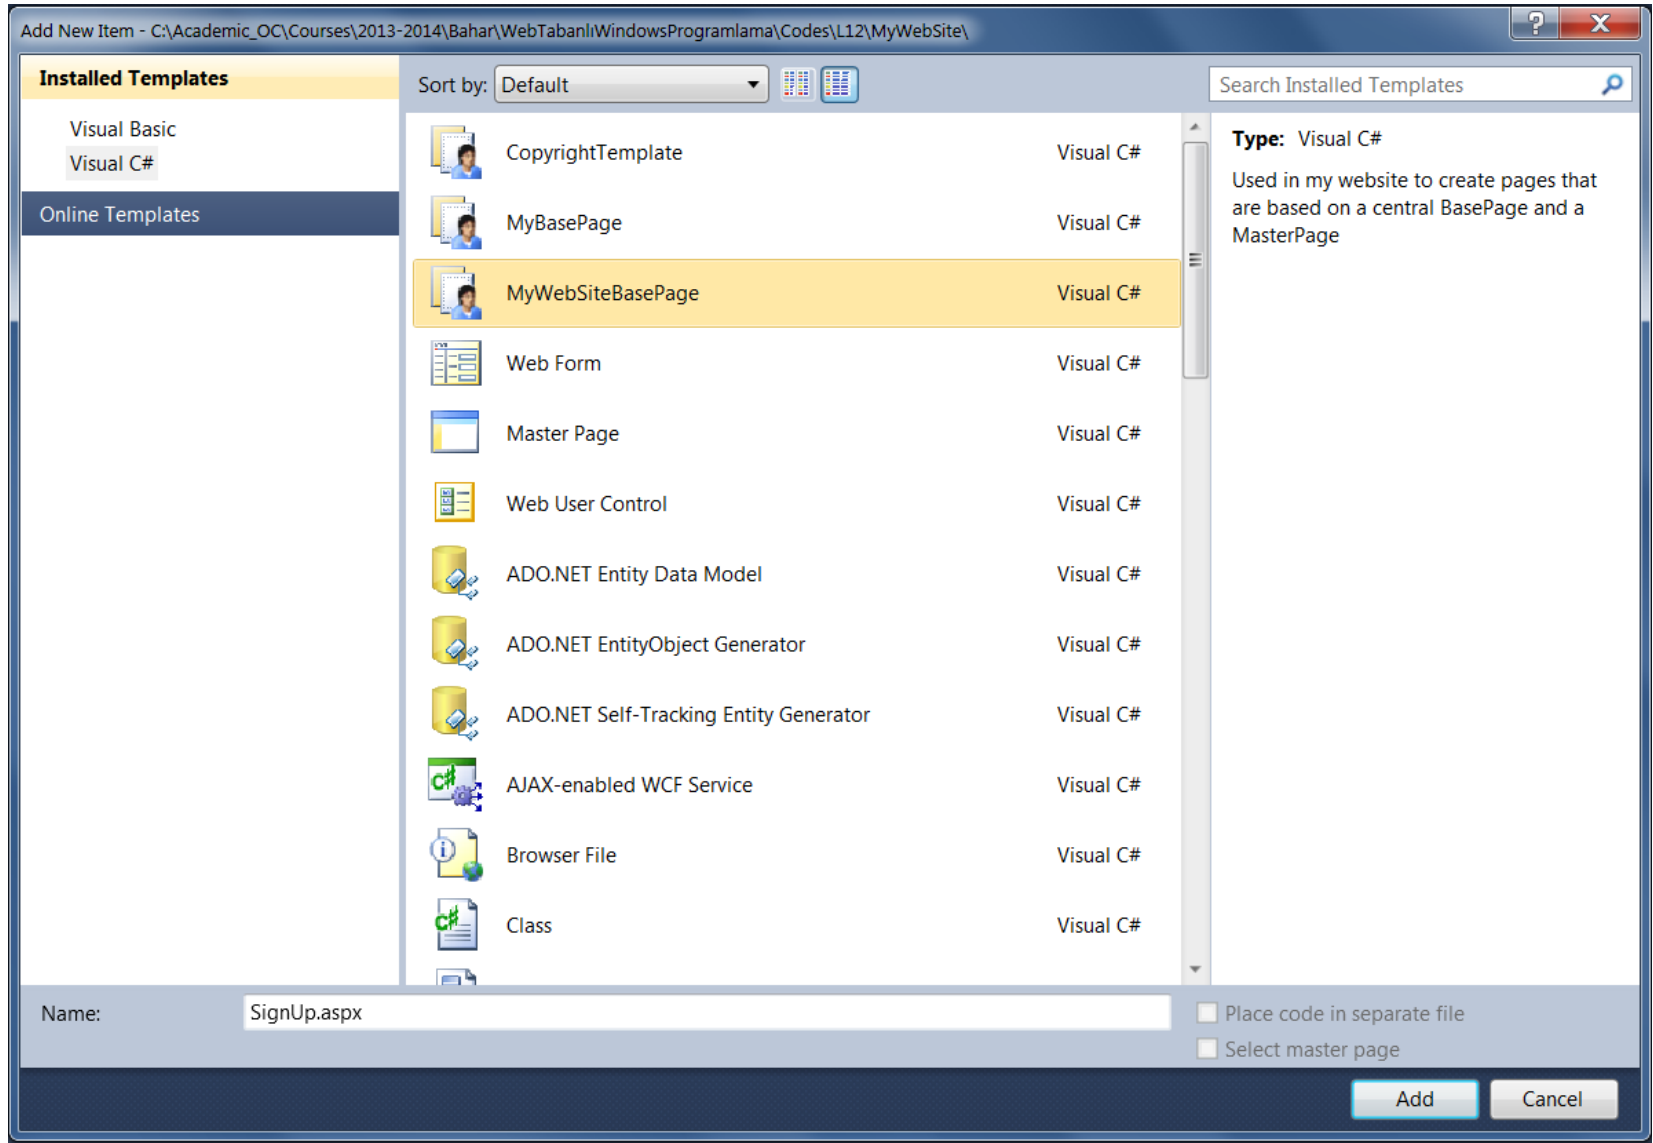 Add New Item - C:\Academic_OC\Courses\2013-2014\Bahar\WebTabanlıWindowsProgramlama\Codes\L12\MyWebSite\
Installed Templates
Visual Basic
Visual C#
Online Templates
Sort by: Default
Search Installed Templates
CopyrightTemplate Visual C#
MyBasePage Visual C#
MyWebSiteBasePage Visual C#
Web Form Visual C#
Master Page Visual C#
Web User Control Visual C#
ADO.NET Entity Data Model Visual C#
ADO.NET EntityObject Generator Visual C#
ADO.NET Self-Tracking Entity Generator Visual C#
AJAX-enabled WCF Service Visual C#
Browser File Visual C#
Class Visual C#
Type: Visual C#
Used in my website to create pages that
are based on a central BasePage and a
MasterPage
Name: SignUp.aspx
Place code in separate file
Select master page
Add Cancel